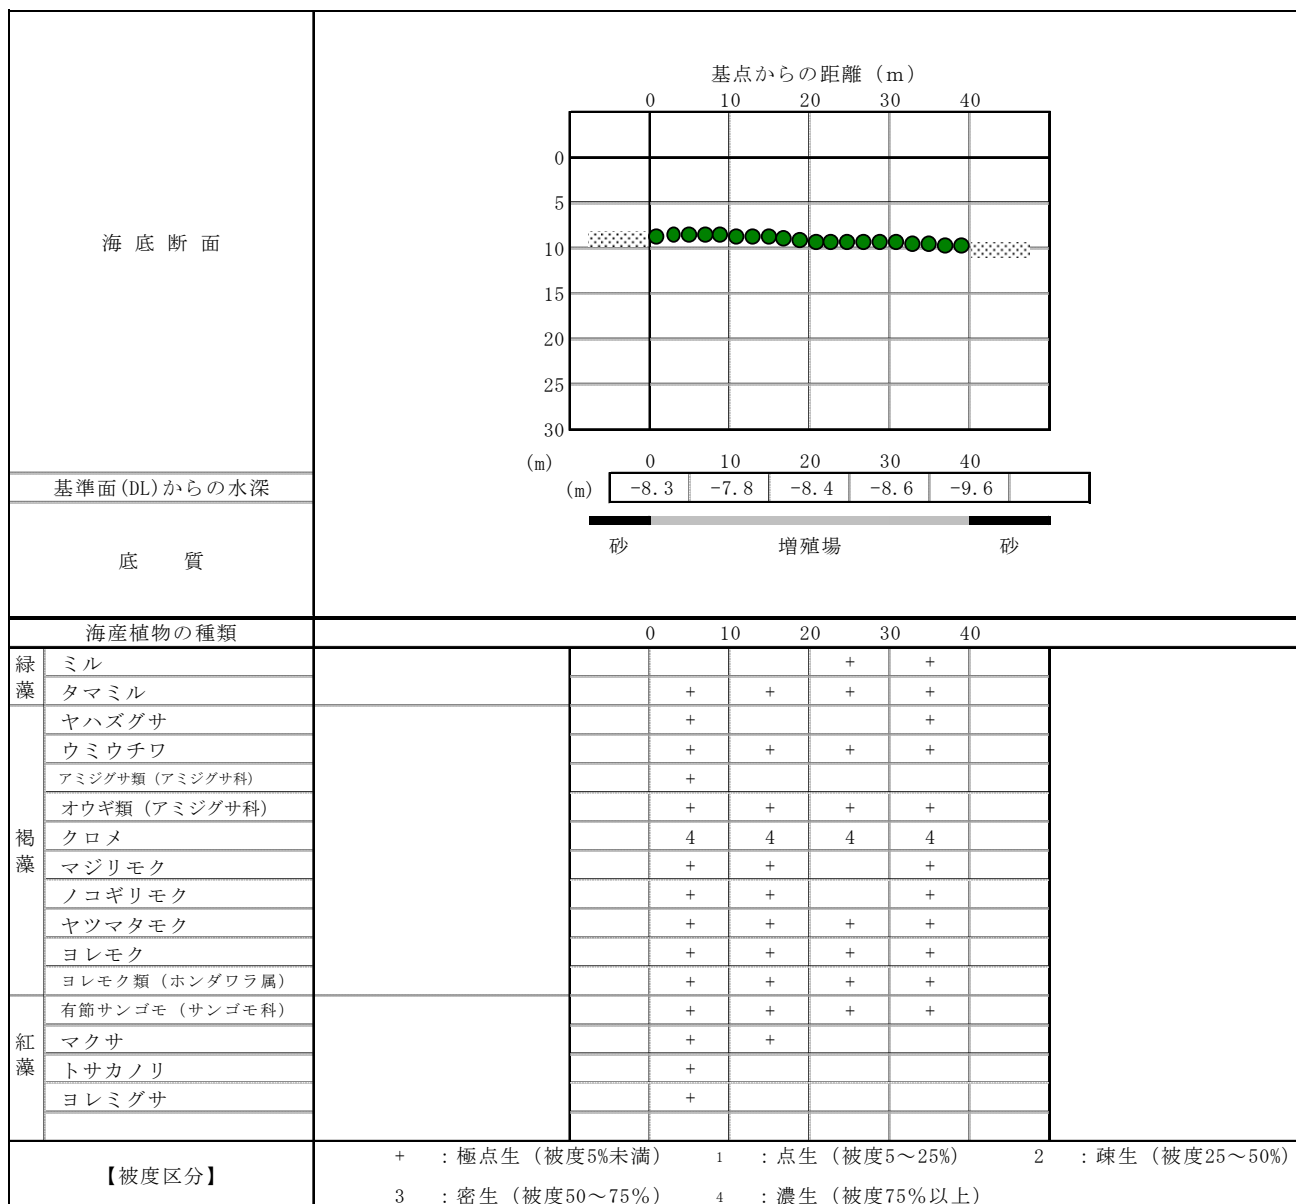 基点からの距離（m）
0 10 20 30 40
0
5
10
15
20
25
30
海底断面
(m) 0 10 20 30 40
基準面(DL)からの水深 (m) -8.3 -7.8 -8.4 -8.6 -9.6
砂 増殖場 砂
底 質
海産植物の種類 0 10 20 30 40
緑藻
ミル + +
タマミル + + + +
褐藻
ヤハズグサ + +
ウミウチワ + + + +
アミジグサ類（アミジグサ科） +
オウギ類（アミジグサ科） + + + +
クロメ 4 4 4 4
マジリモク + + +
ノコギリモク + + +
ヤツマタモク + + + +
ヨレモク + + + +
ヨレモク類（ホンダワラ属） + + + +
紅藻
有節サンゴモ（サンゴモ科） + + + +
マクサ + +
トサカノリ +
ヨレミグサ +
【被度区分】
+ ：極点生（被度5%未満） 1 ：点生（被度5～25%） 2 ：疎生（被度25～50%）
3 ：密生（被度50～75%） 4 ：濃生（被度75%以上）